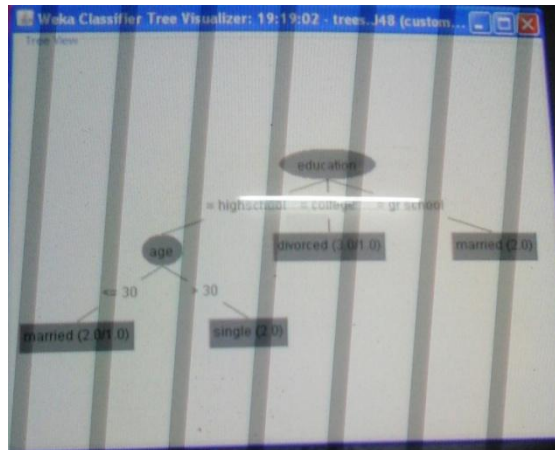 Weka Classifier Tree Visualizer: 19:19:02 - trees.J48 (custom...
Tree View
education
= highschool = college = gr school
age divorced (3.0/1.0) married (2.0)
<= 30 > 30
married (2.0/1.0) single (2.0)